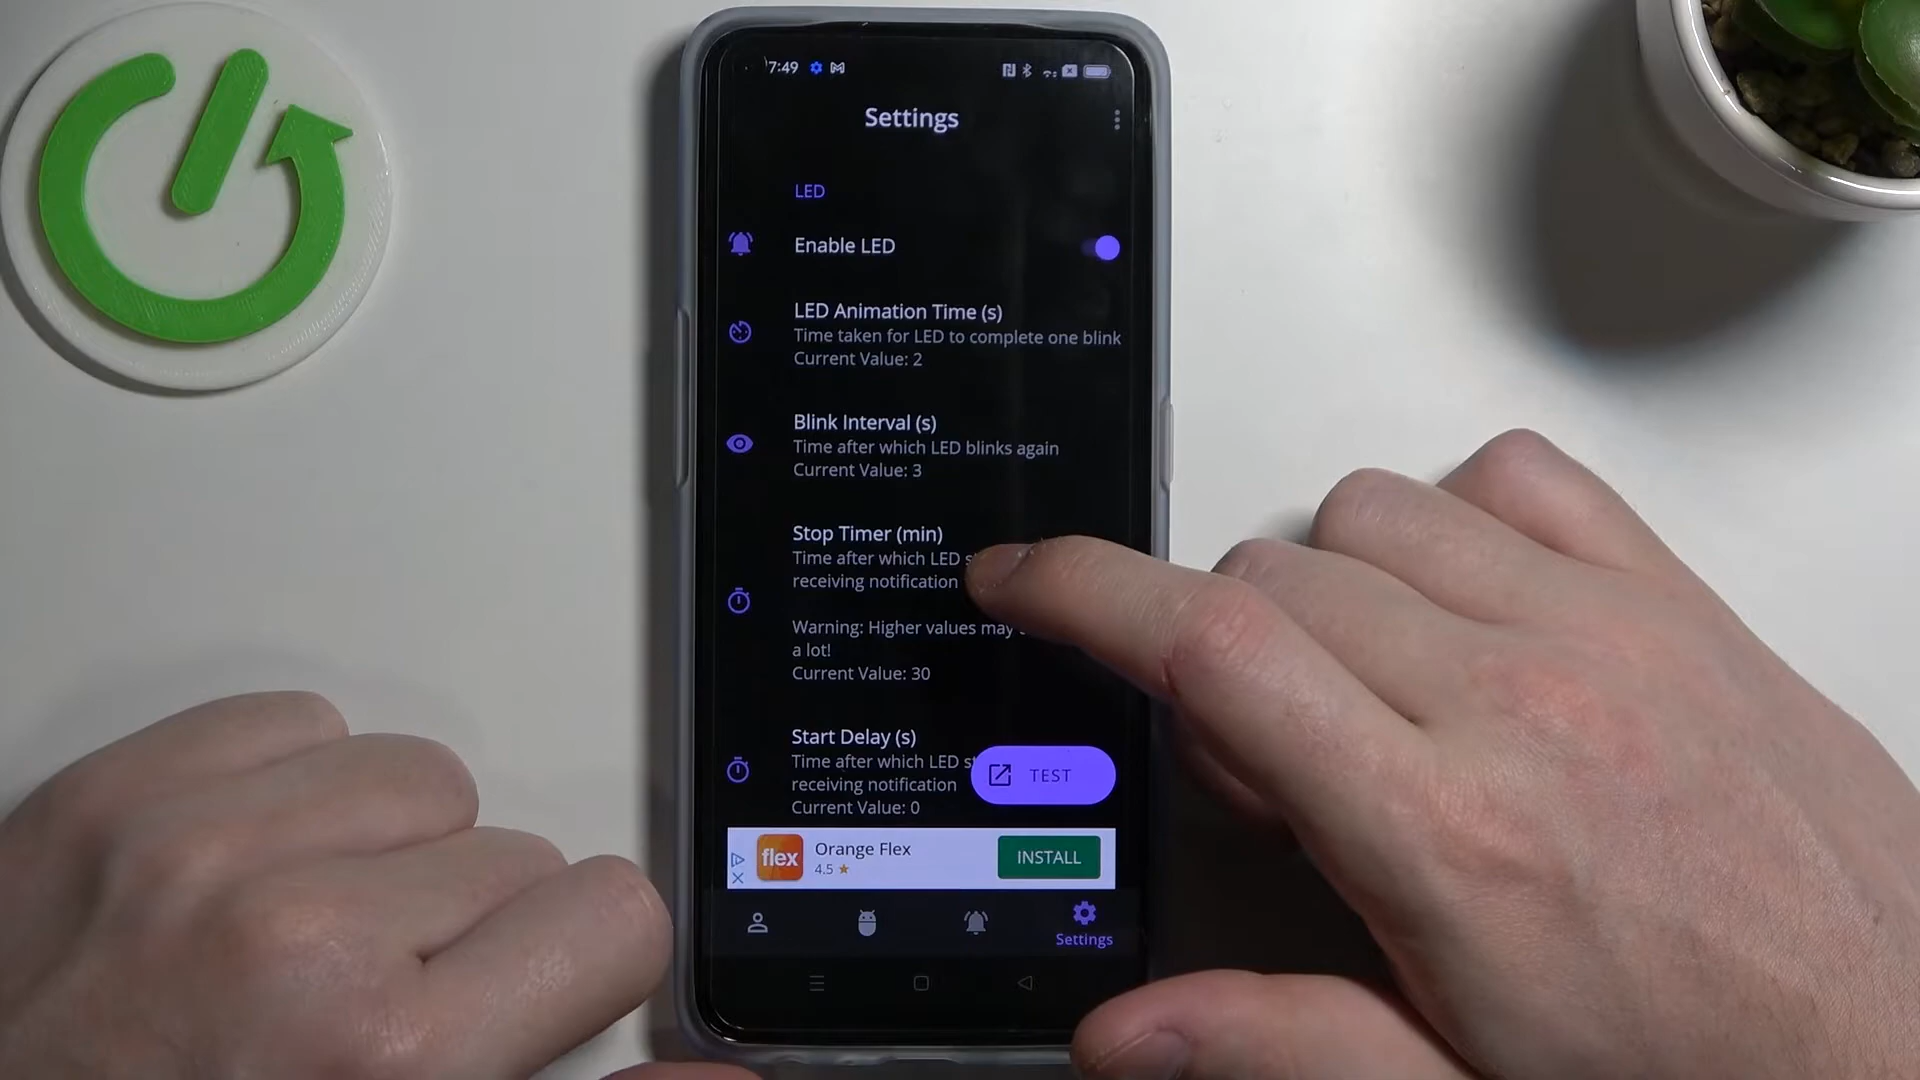 7:49
Settings
LED
Enable LED
LED Animation Time (s)
Time taken for LED to complete one blink
Current Value: 2
Blink Interval (s)
Time after which LED blinks again
Current Value: 3
Stop Timer (min)
Time after which LED
receiving notification
Warning: Higher values may
a lot!
Current Value: 30
Start Delay (s)
Time after which LED
receiving notification
Current Value: 0
TEST
flex
Orange Flex
4.5 ★
INSTALL
Settings